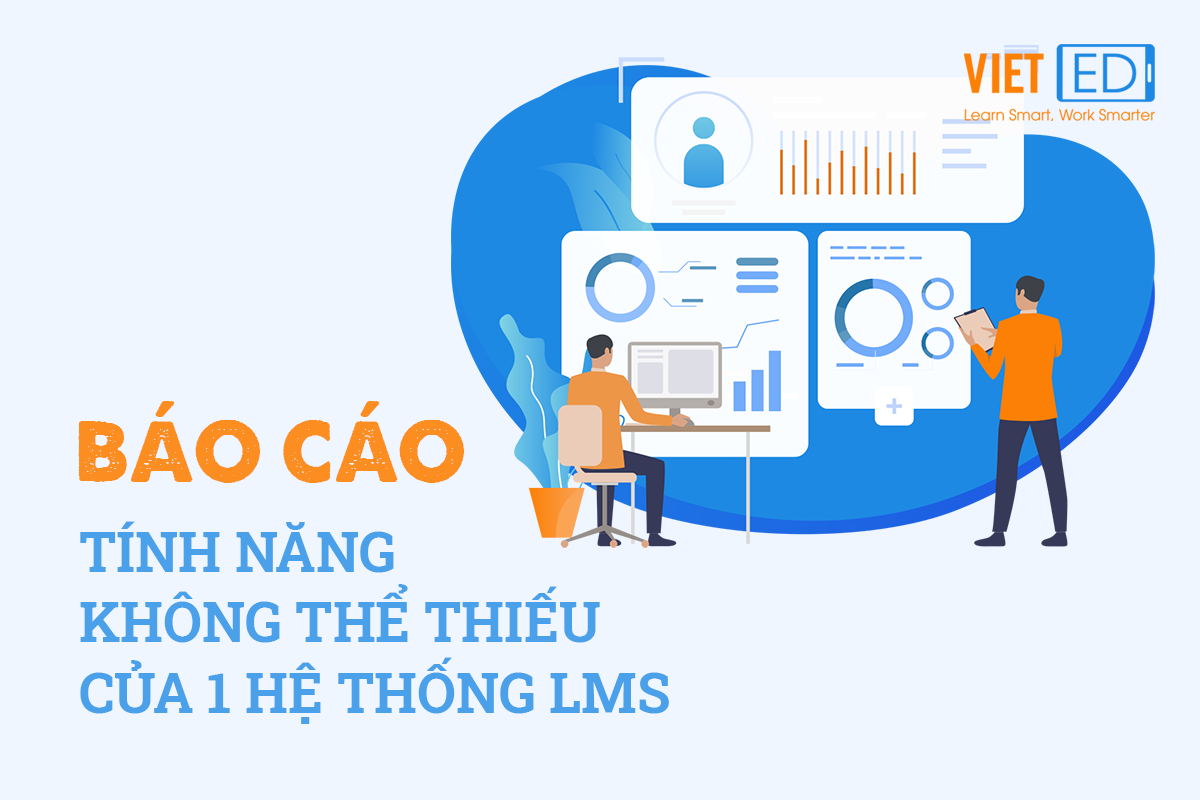 VIET ED
Learn Smart, Work Smarter
BÁO CÁO
TÍNH NĂNG
KHÔNG THỂ THIẾU
CỦA 1 HỆ THỐNG LMS